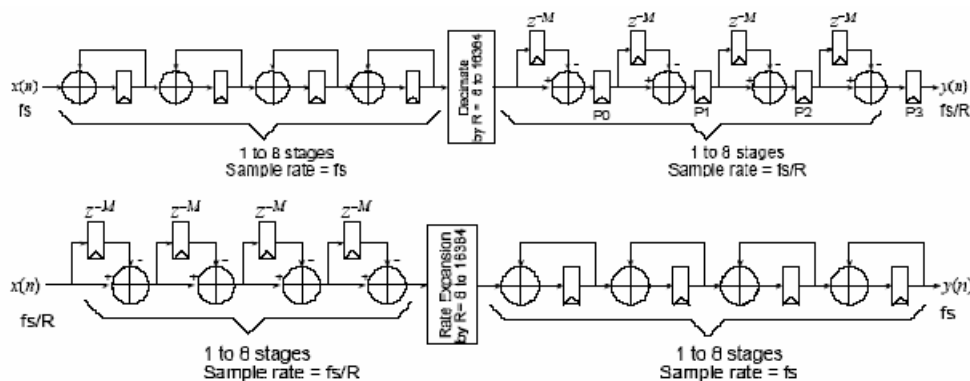 z^-M z^-M z^-M z^-M
x(n)
fs
Decimate
by R = 8 to 16384
+ - + - + - + -
P0 P1 P2 P3
y(n)
fs/R
1 to 8 stages
Sample rate = fs
1 to 8 stages
Sample rate = fs/R
z^-M z^-M z^-M z^-M
x(n)
fs/R
+ - + - + - + -
Rate Expansion
by R= 8 to 16384
y(n)
fs
1 to 8 stages
Sample rate = fs/R
1 to 8 stages
Sample rate = fs